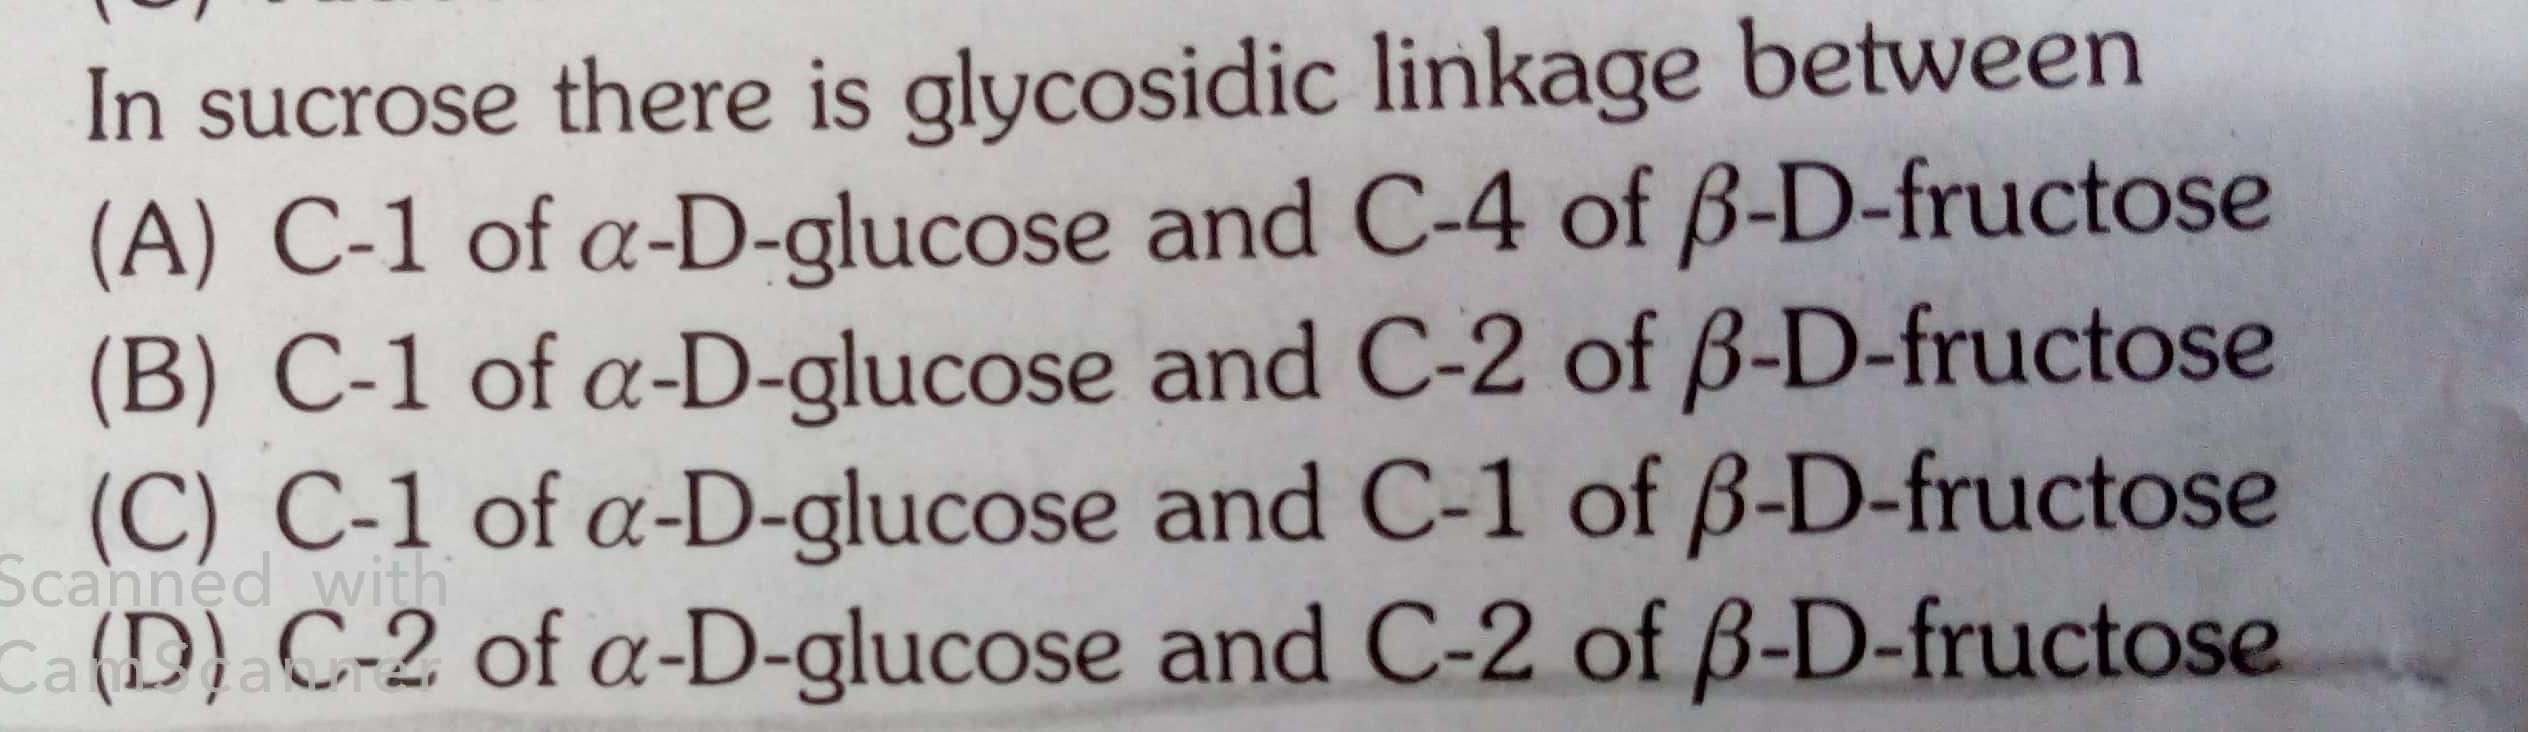 In sucrose there is glycosidic linkage between
(A) C-1 of α-D-glucose and C-4 of β-D-fructose
(B) C-1 of α-D-glucose and C-2 of β-D-fructose
(C) C-1 of α-D-glucose and C-1 of β-D-fructose
Scanned with
(D) C-2 of α-D-glucose and C-2 of β-D-fructose
CamScanner